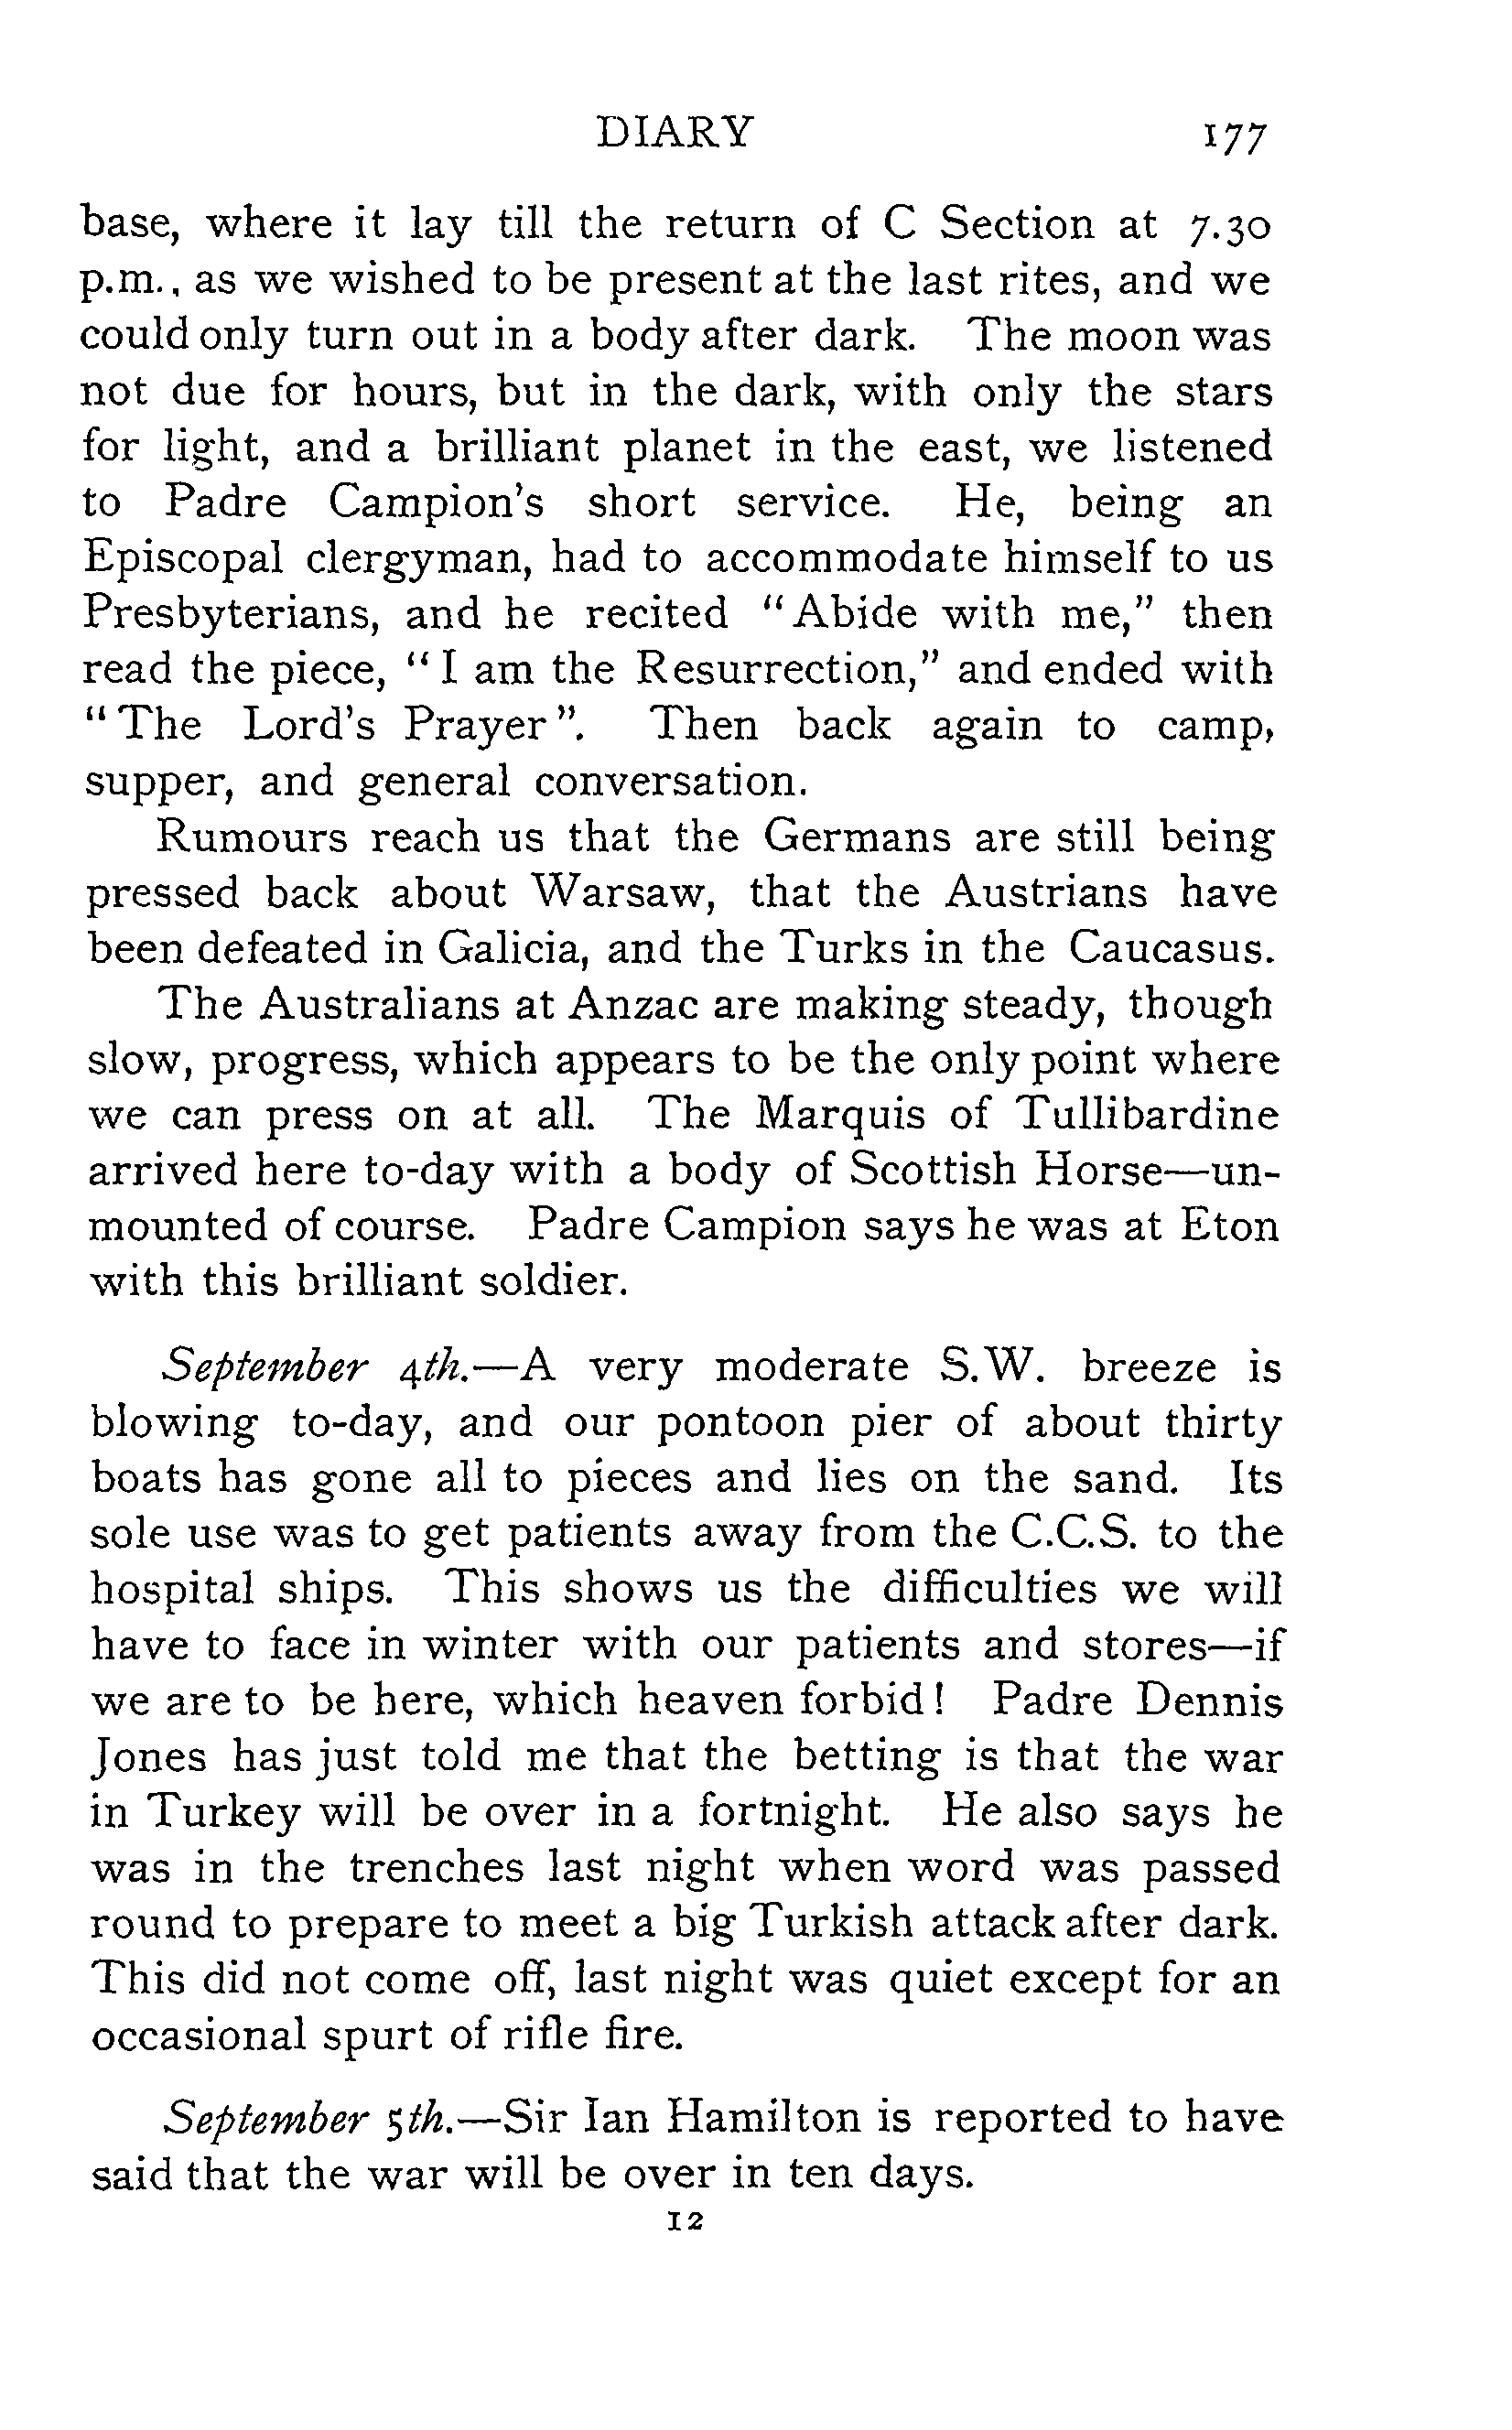 DIARY 177
base, where it lay till the return of C Section at 7.30
p.m., as we wished to be present at the last rites, and we
could only turn out in a body after dark. The moon was
not due for hours, but in the dark, with only the stars
for light, and a brilliant planet in the east, we listened
to Padre Campion's short service. He, being an
Episcopal clergyman, had to accommodate himself to us
Presbyterians, and he recited "Abide with me," then
read the piece, "I am the Resurrection," and ended with
"The Lord's Prayer". Then back again to camp,
supper, and general conversation.
Rumours reach us that the Germans are still being
pressed back about Warsaw, that the Austrians have
been defeated in Galicia, and the Turks in the Caucasus.
The Australians at Anzac are making steady, though
slow, progress, which appears to be the only point where
we can press on at all. The Marquis of Tullibardine
arrived here to-day with a body of Scottish Horse—un-
mounted of course. Padre Campion says he was at Eton
with this brilliant soldier.
September 4th.—A very moderate S.W. breeze is
blowing to-day, and our pontoon pier of about thirty
boats has gone all to pieces and lies on the sand. Its
sole use was to get patients away from the C.C.S. to the
hospital ships. This shows us the difficulties we will
have to face in winter with our patients and stores—if
we are to be here, which heaven forbid! Padre Dennis
Jones has just told me that the betting is that the war
in Turkey will be over in a fortnight. He also says he
was in the trenches last night when word was passed
round to prepare to meet a big Turkish attack after dark.
This did not come off, last night was quiet except for an
occasional spurt of rifle fire.
September 5th.—Sir Ian Hamilton is reported to have
said that the war will be over in ten days.
12